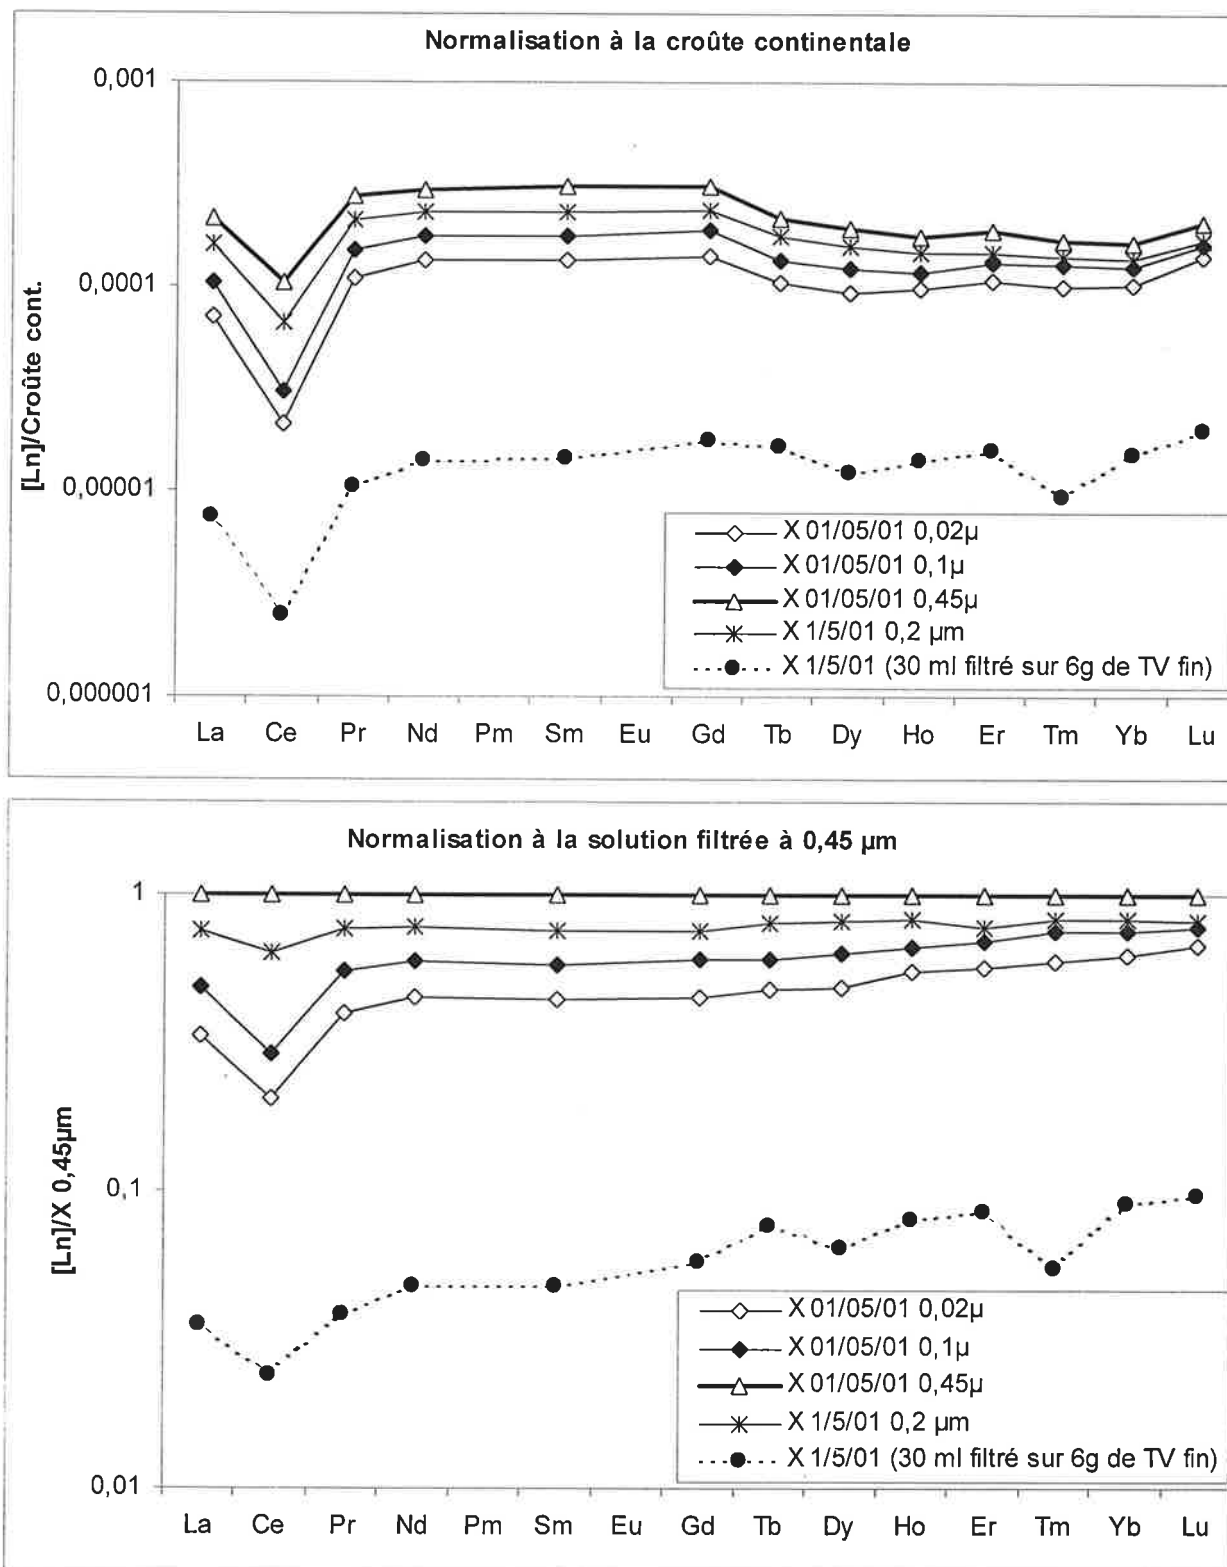 Normalisation à la croûte continentale
0,001
0,0001
0,00001
0,000001
[Ln]/Croûte cont.
X 01/05/01 0,02µ
X 01/05/01 0,1µ
X 01/05/01 0,45µ
X 1/5/01 0,2 µm
X 1/5/01 (30 ml filtré sur 6g de TV fin)
La Ce Pr Nd Pm Sm Eu Gd Tb Dy Ho Er Tm Yb Lu
Normalisation à la solution filtrée à 0,45 µm
1
0,1
0,01
[Ln]/X 0,45µm
X 01/05/01 0,02µ
X 01/05/01 0,1µ
X 01/05/01 0,45µ
X 1/5/01 0,2 µm
X 1/5/01 (30 ml filtré sur 6g de TV fin)
La Ce Pr Nd Pm Sm Eu Gd Tb Dy Ho Er Tm Yb Lu